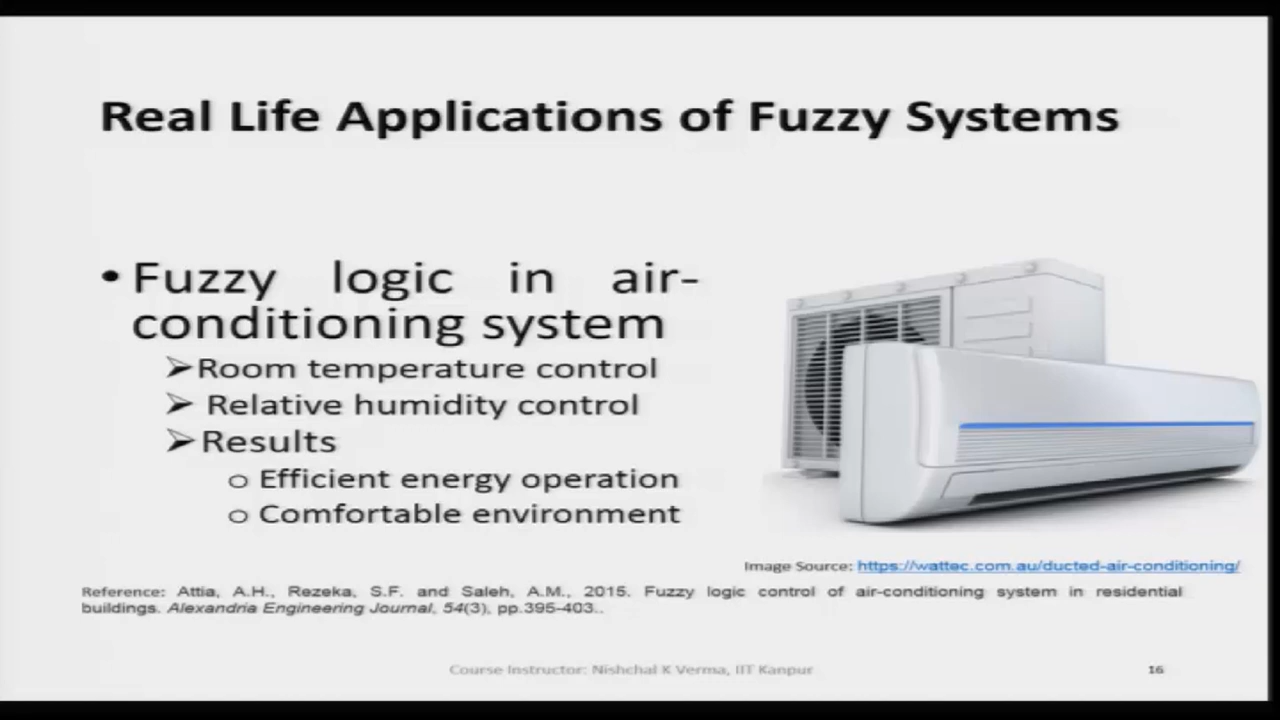 Real Life Applications of Fuzzy Systems
• Fuzzy logic in air-
conditioning system
➢Room temperature control
➢ Relative humidity control
➢Results
o Efficient energy operation
o Comfortable environment
Image Source: https://wattec.com.au/ducted-air-conditioning/
Reference: Attia, A.H., Rezeka, S.F. and Saleh, A.M., 2015. Fuzzy logic control of air-conditioning system in residential
buildings. Alexandria Engineering Journal, 54(3), pp.395-403..
Course Instructor: Nishchal K Verma, IIT Kanpur
16